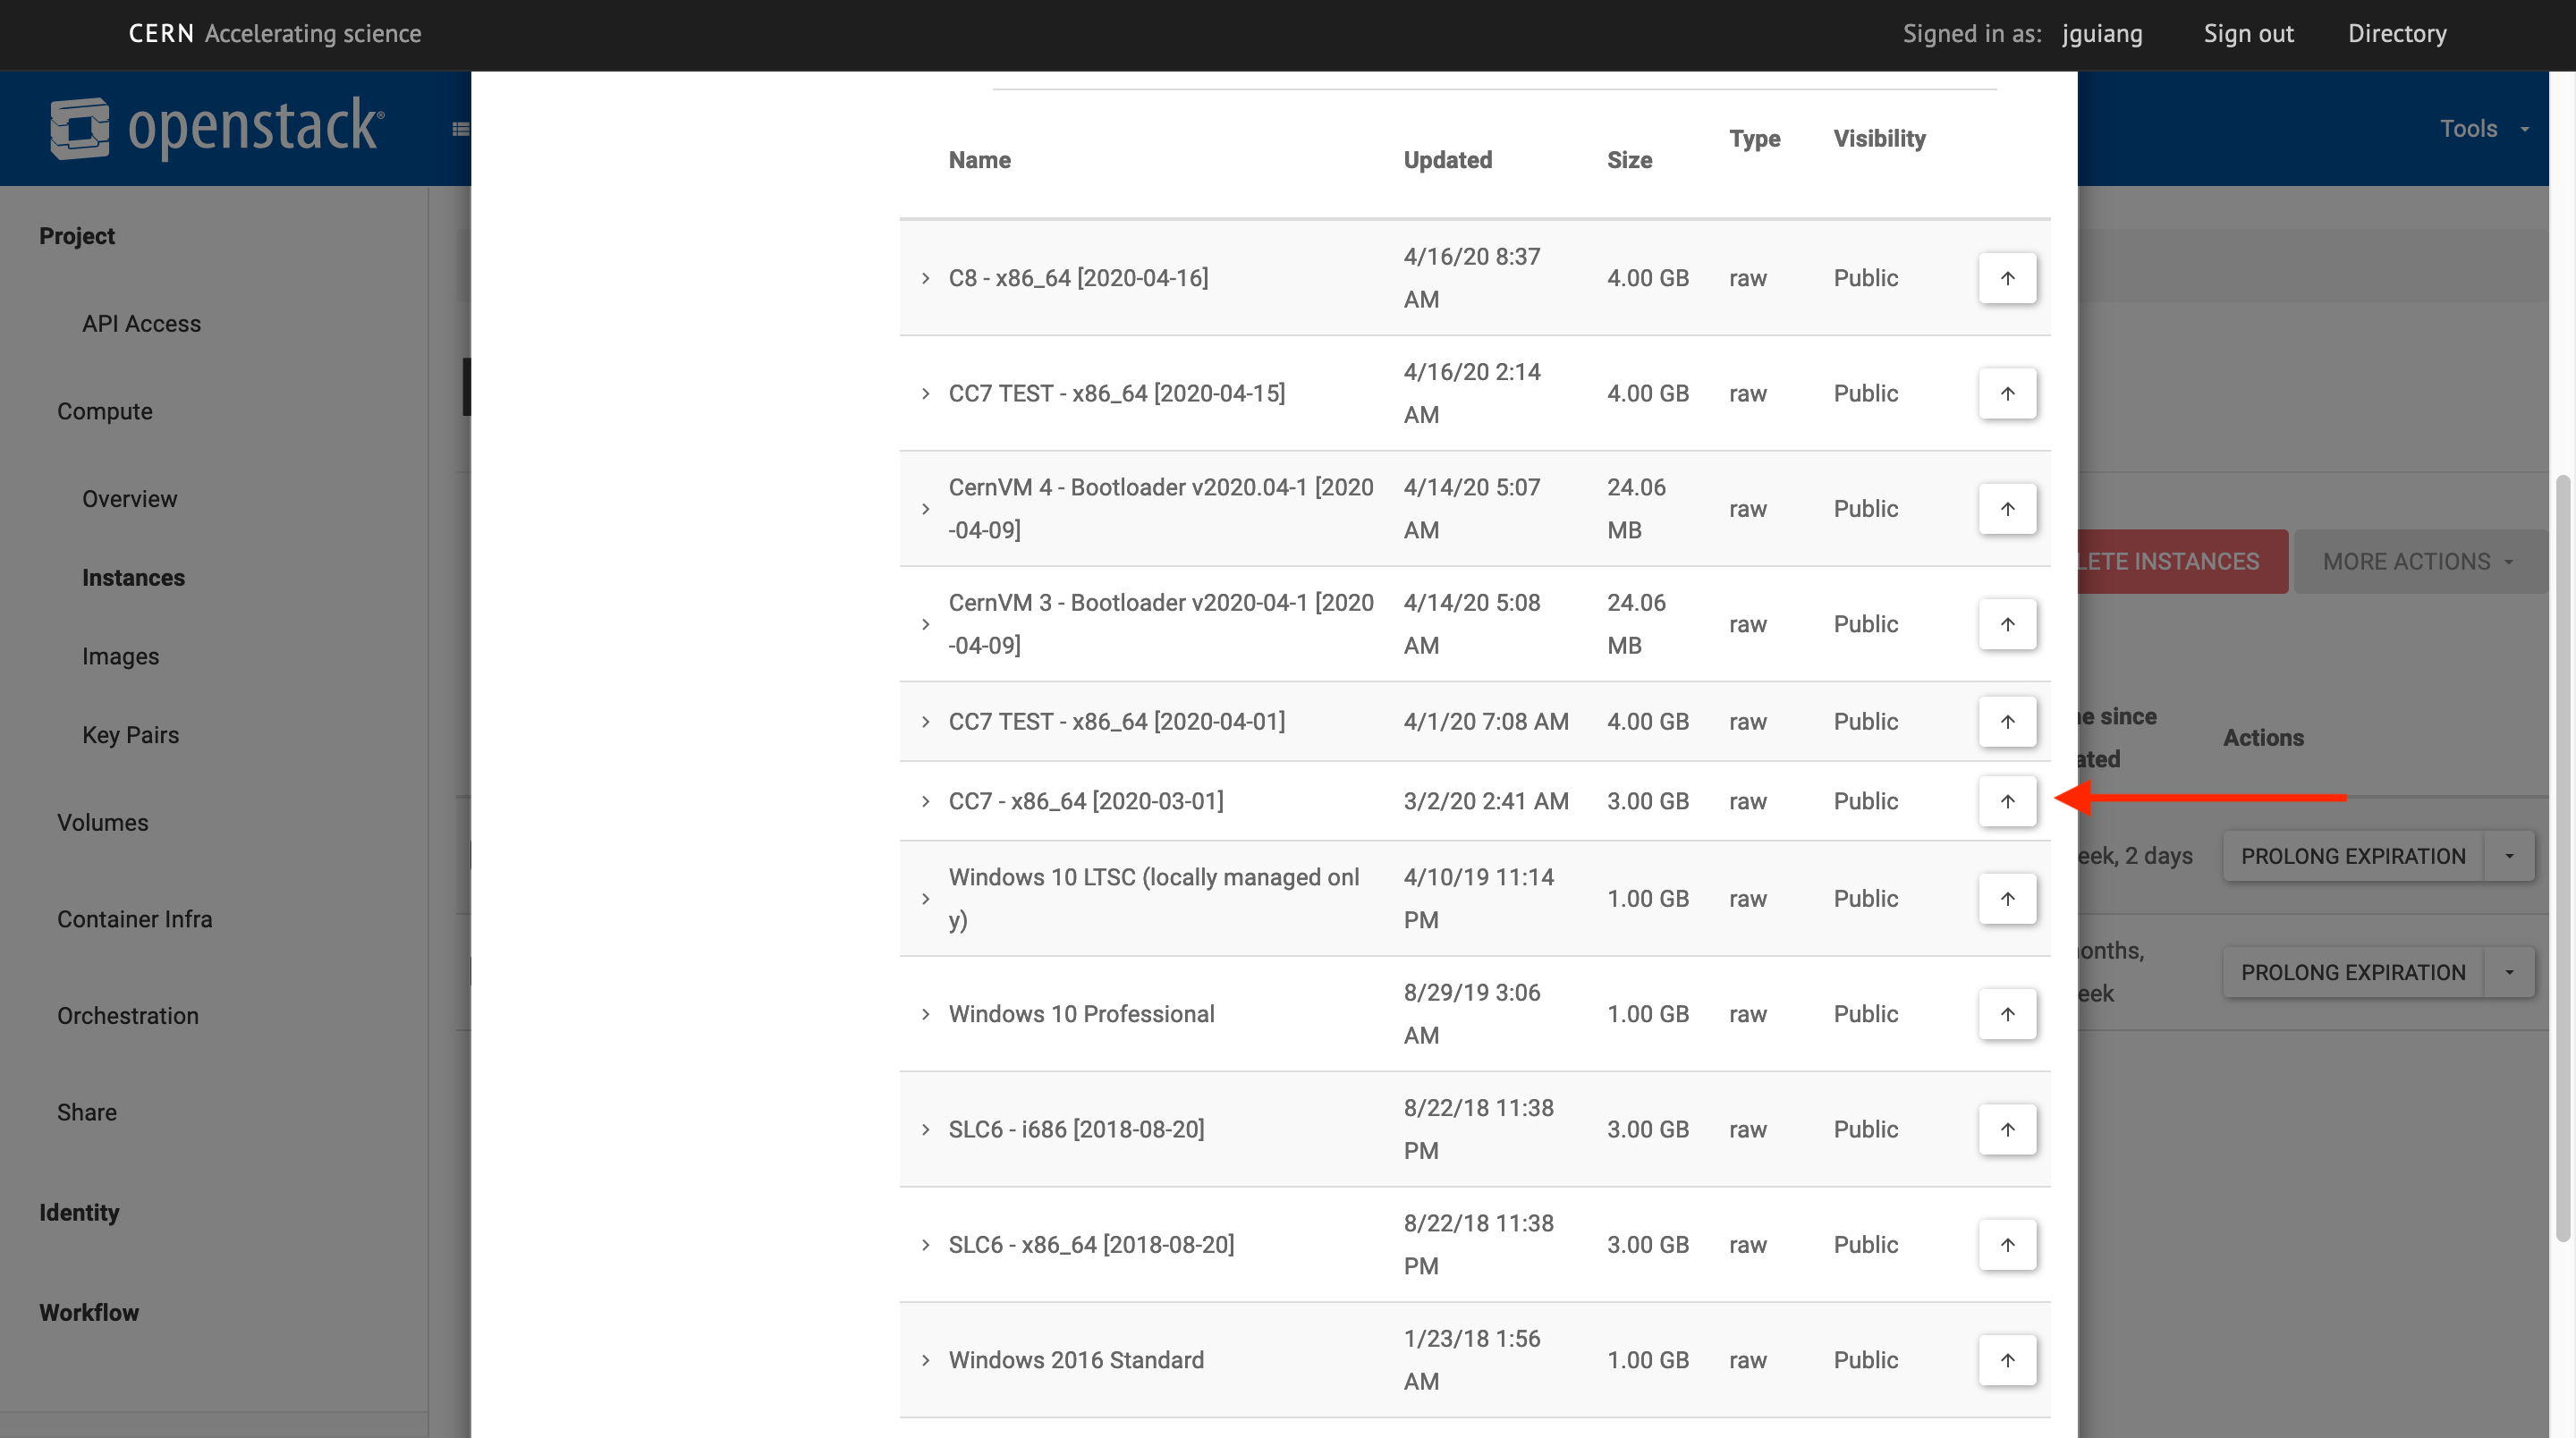 CERN Accelerating science
Signed in as: jguiang
Sign out
Directory
openstack
Tools
Project
API Access
Compute
Overview
Instances
Images
Key Pairs
Volumes
Container Infra
Orchestration
Share
Identity
Workflow
Name Updated Size Type Visibility
C8 - x86_64 [2020-04-16] 4/16/20 8:37 AM 4.00 GB raw Public
CC7 TEST - x86_64 [2020-04-15] 4/16/20 2:14 AM 4.00 GB raw Public
CernVM 4 - Bootloader v2020.04-1 [2020
-04-09] 4/14/20 5:07 AM 24.06 MB raw Public
CernVM 3 - Bootloader v2020-04-1 [2020
-04-09] 4/14/20 5:08 AM 24.06 MB raw Public
CC7 TEST - x86_64 [2020-04-01] 4/1/20 7:08 AM 4.00 GB raw Public
CC7 - x86_64 [2020-03-01] 3/2/20 2:41 AM 3.00 GB raw Public
Windows 10 LTSC (locally managed onl
y) 4/10/19 11:14 PM 1.00 GB raw Public
Windows 10 Professional 8/29/19 3:06 AM 1.00 GB raw Public
SLC6 - i686 [2018-08-20] 8/22/18 11:38 PM 3.00 GB raw Public
SLC6 - x86_64 [2018-08-20] 8/22/18 11:38 PM 3.00 GB raw Public
Windows 2016 Standard 1/23/18 1:56 AM 1.00 GB raw Public
LETE INSTANCES
MORE ACTIONS
e since
ated
Actions
eek, 2 days
PROLONG EXPIRATION
onths,
eek
PROLONG EXPIRATION